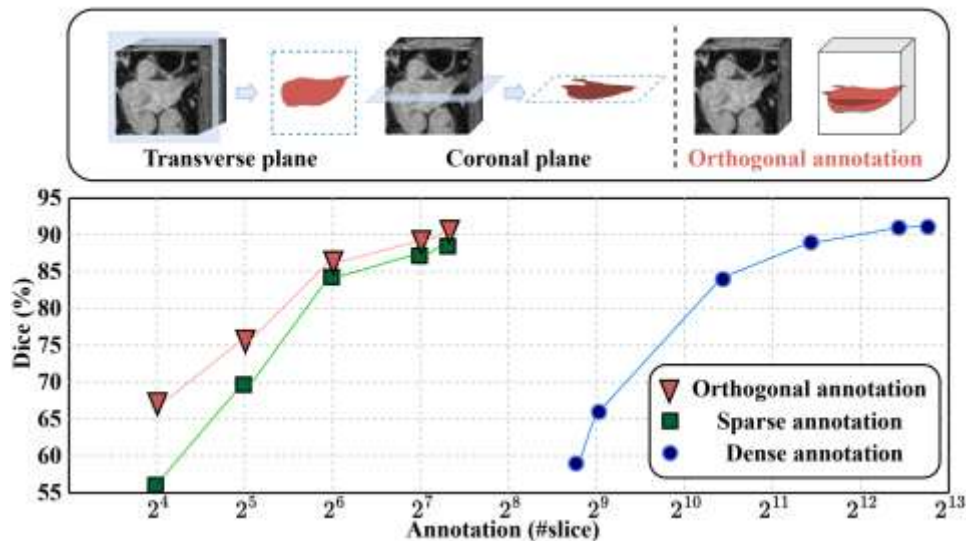 Transverse plane
Coronal plane
Orthogonal annotation
95
90
85
80
75
70
65
60
55
Dice (%)
Orthogonal annotation
Sparse annotation
Dense annotation
2^4 2^5 2^6 2^7 2^8 2^9 2^10 2^11 2^12 2^13
Annotation (#slice)